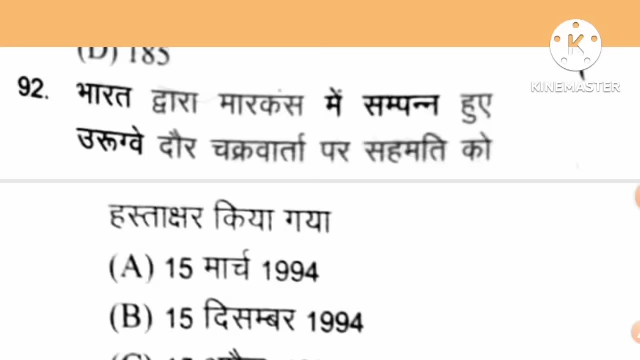 (D) 185
92. भारत द्वारा मारकंस में सम्पन्न हुए
उरूग्वे दौर चक्रवार्ता पर सहमति को
हस्ताक्षर किया गया
(A) 15 मार्च 1994
(B) 15 दिसम्बर 1994
(C) 15
K
KINEMASTER